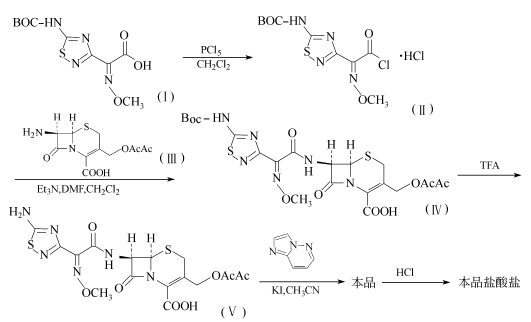 BOC-HN
S N N
O
OH
N
OCH₃
(Ⅰ)
PCl₅
CH₂Cl₂
BOC-HN
S N N
O
Cl
N
OCH₃
·HCl
(Ⅱ)
H₂N
H H
S
N
O
OAcAc
COOH
(Ⅲ)
Et₃N,DMF,CH₂Cl₂
Boc-HN
S N N
O
H
N
N
OCH₃
H H
S
N
O
OAcAc
COOH
(Ⅳ)
TFA
H₂N
S N N
O
H
N
N
OCH₃
H H
S
N
O
OAcAc
COOH
(Ⅴ)
N N N
KI,CH₃CN
本品
HCl
本品盐酸盐